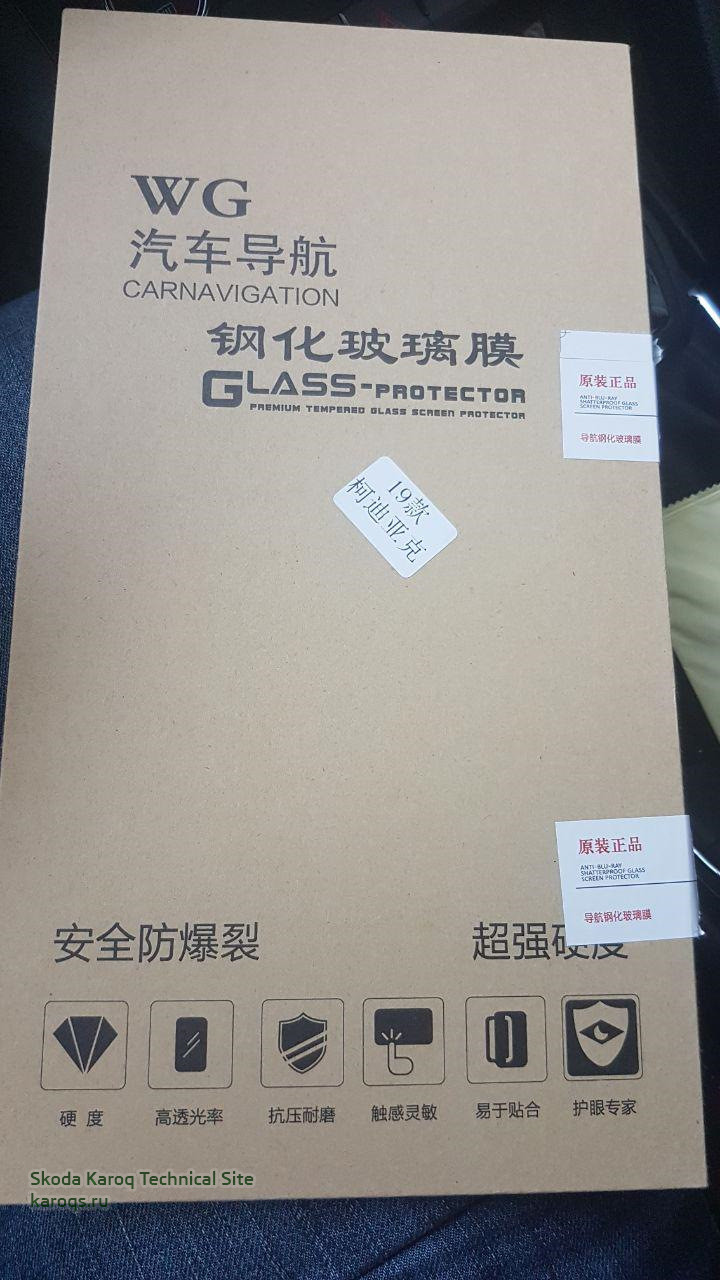 WG
汽车导航
CARNAVIGATION
钢化玻璃膜
GLASS-PROTECTOR
PREMIUM TEMPERED GLASS SCREEN PROTECTOR
原装正品
ANTI-BLU-RAY
SHATTERPROOF GLASS
SCREEN PROTECTOR
导航钢化玻璃膜
19款
柯迪亚克
原装正品
ANTI-BLU-RAY
SHATTERPROOF GLASS
SCREEN PROTECTOR
导航钢化玻璃膜
安全防爆裂
超强硬度
硬 度
高透光率
抗压耐磨
触感灵敏
易于贴合
护眼专家
Skoda Karoq Technical Site
karoqs.ru